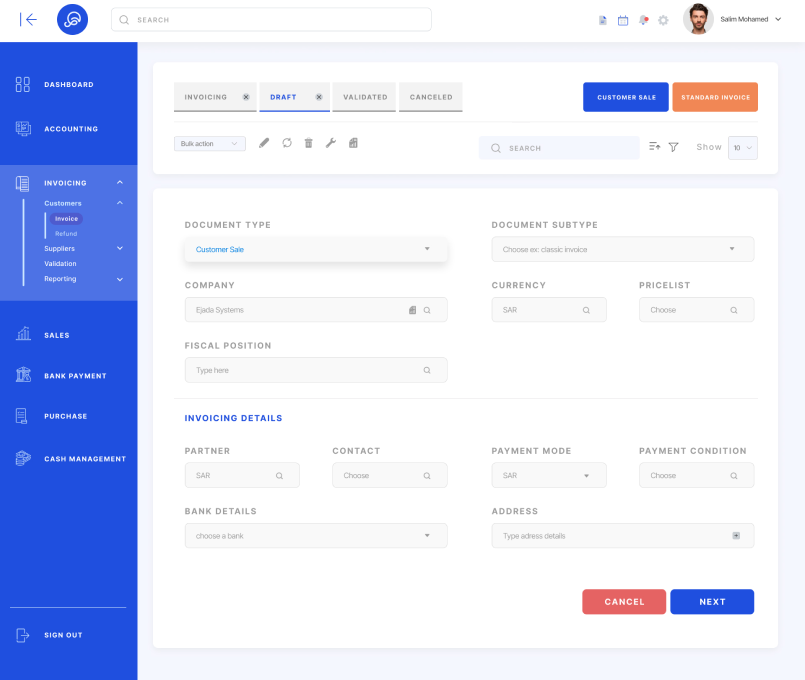 SEARCH
Salim Mohamed
DASHBOARD
ACCOUNTING
INVOICING
Customers
Invoice
Refund
Suppliers
Validation
Reporting
SALES
BANK PAYMENT
PURCHASE
CASH MANAGEMENT
SIGN OUT
INVOICING DRAFT VALIDATED CANCELED CUSTOMER SALE STANDARD INVOICE
Bulk action SEARCH Show 10
DOCUMENT TYPE DOCUMENT SUBTYPE
Customer Sale Choose ex: classic invoice
COMPANY CURRENCY PRICELIST
Ejada Systems SAR Choose
FISCAL POSITION
Type here
INVOICING DETAILS
PARTNER CONTACT PAYMENT MODE PAYMENT CONDITION
SAR Choose SAR Choose
BANK DETAILS ADDRESS
choose a bank Type adress details
CANCEL NEXT